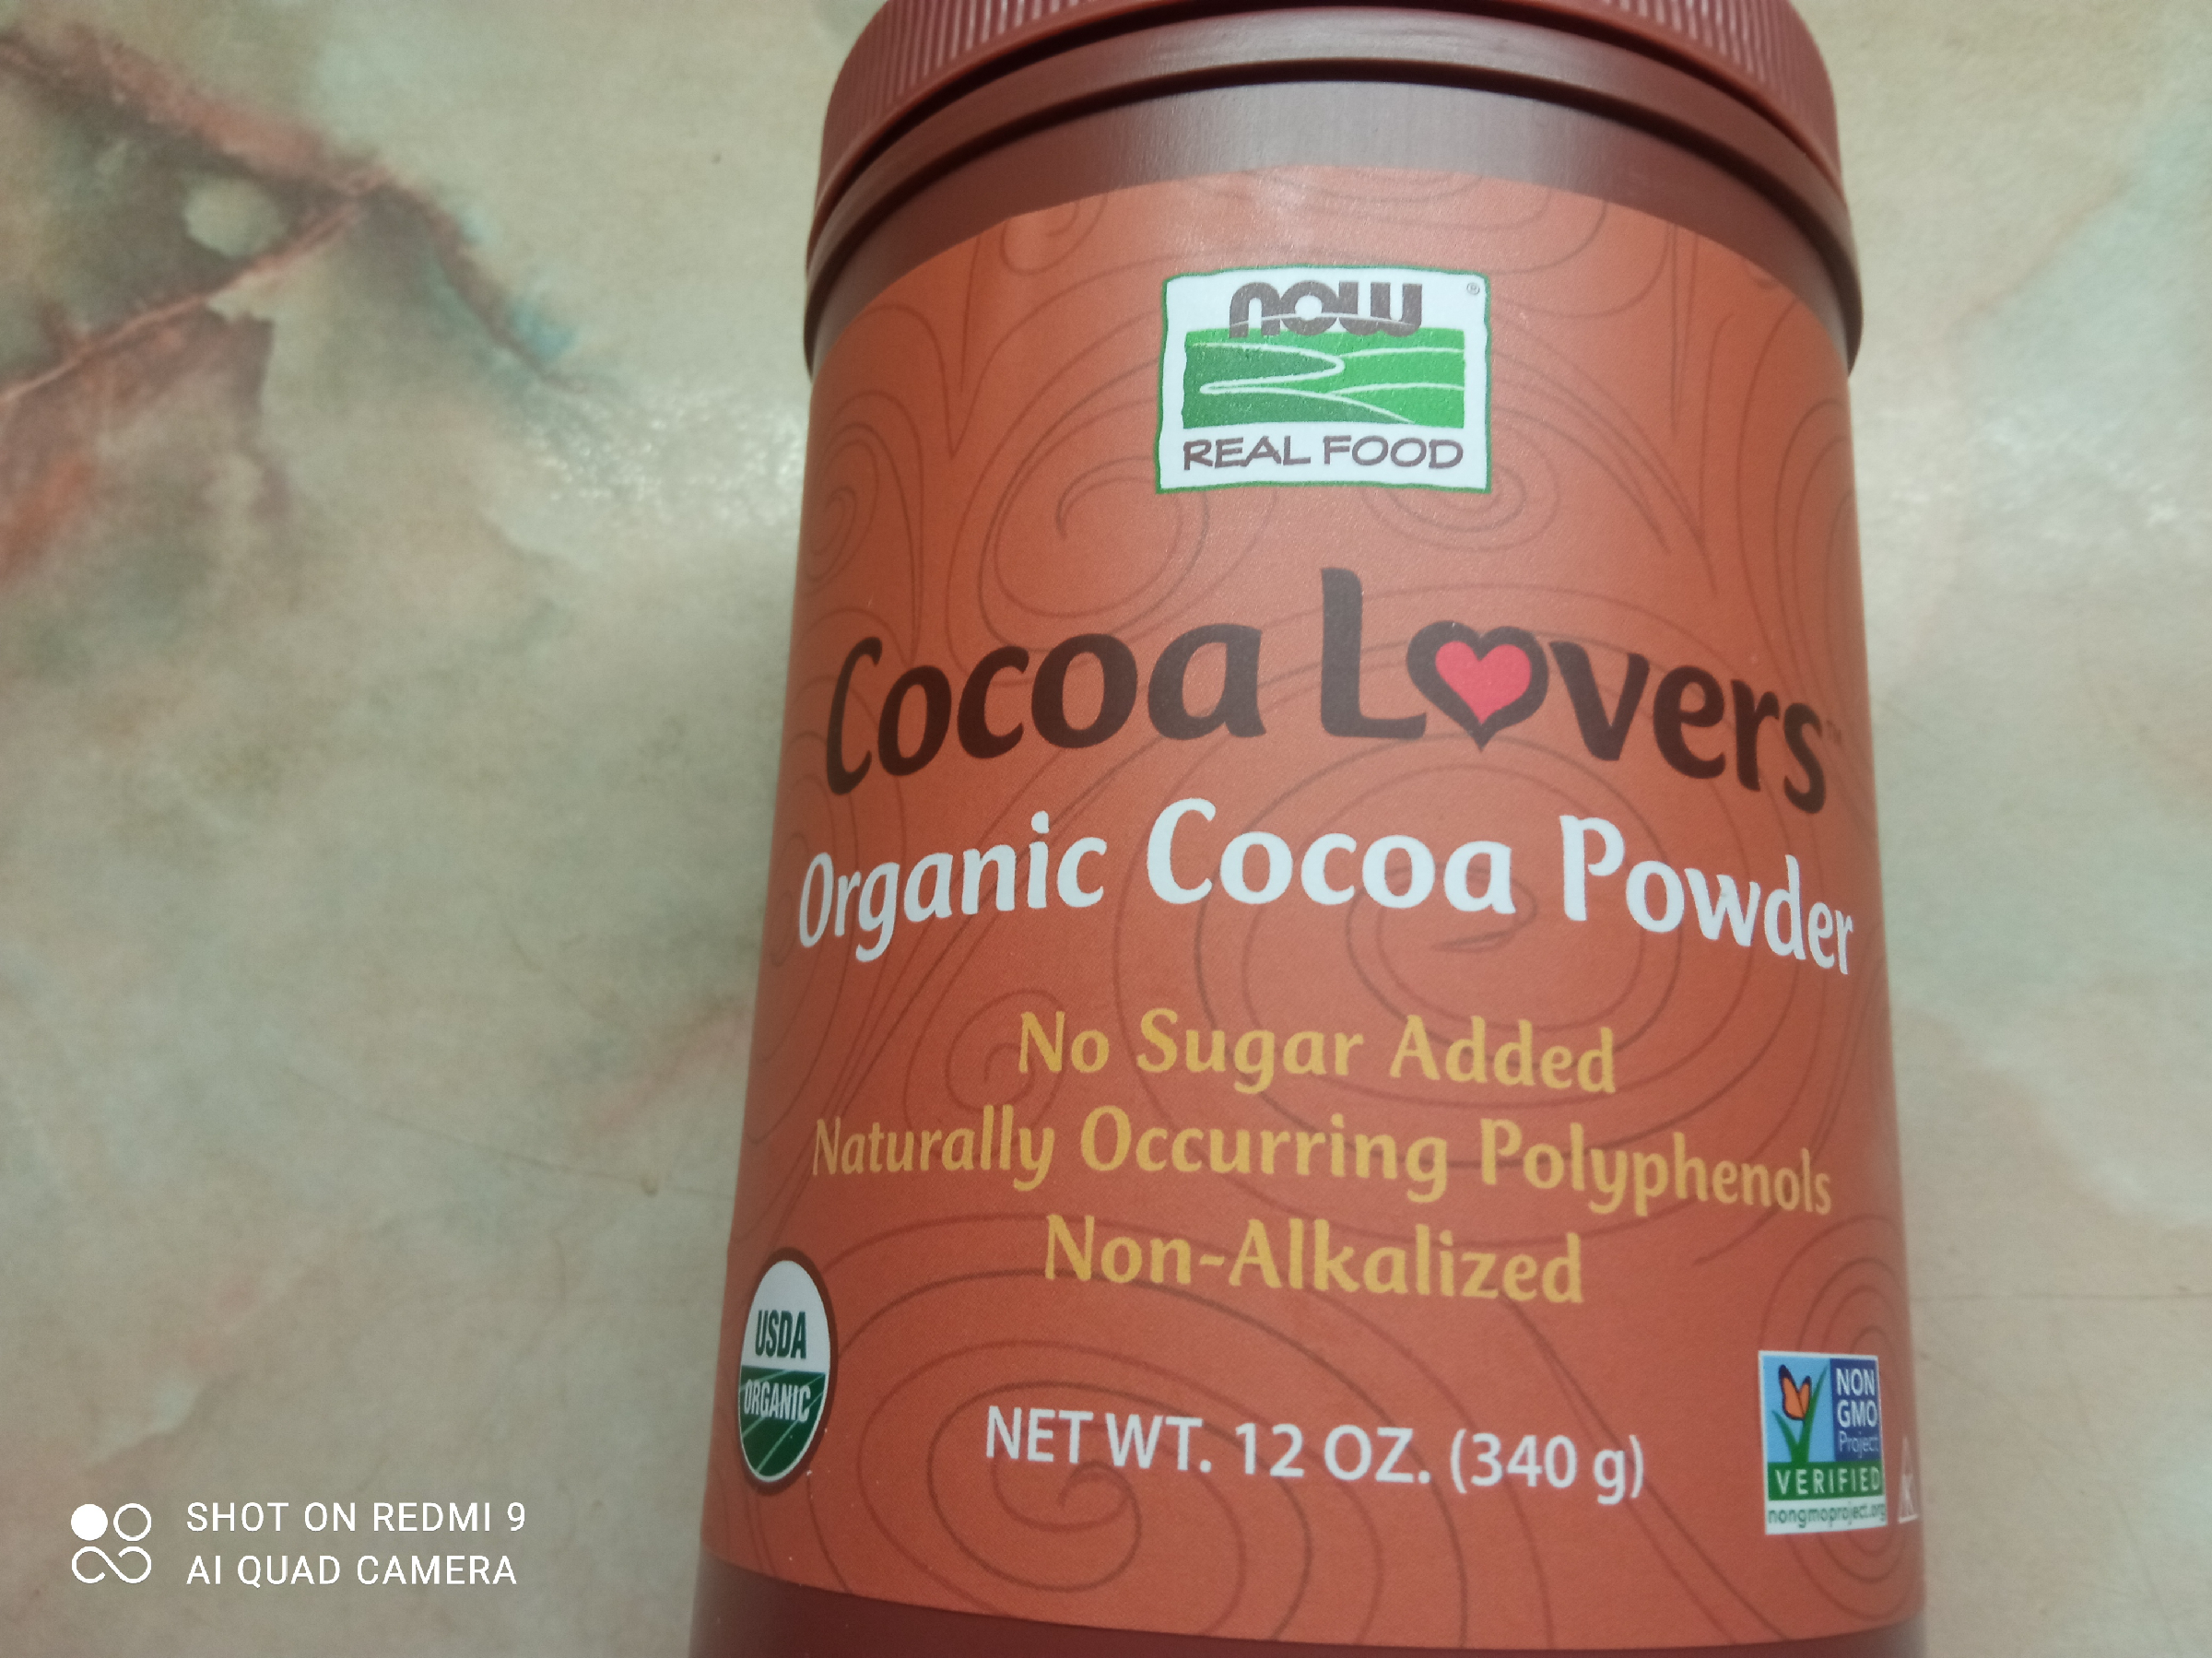 now®
REAL FOOD
Cocoa Lovers™
Organic Cocoa Powder
No Sugar Added
Naturally Occurring Polyphenols
Non-Alkalized
USDA
ORGANIC
NET WT. 12 OZ. (340 g)
NON
GMO
Project
VERIFIED
nongmoproject.org
K
SHOT ON REDMI 9
AI QUAD CAMERA